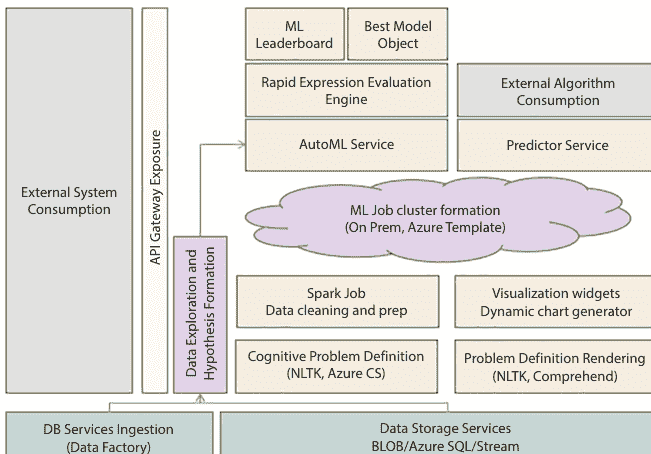 ML
Leaderboard
Best Model
Object
Rapid Expression Evaluation
Engine
External Algorithm
Consumption
AutoML Service
Predictor Service
External System
Consumption
API Gateway Exposure
ML Job cluster formation
(On Prem, Azure Template)
Data Exploration and
Hypothesis Formation
Spark Job
Data cleaning and prep
Visualization widgets
Dynamic chart generator
Cognitive Problem Definition
(NLTK, Azure CS)
Problem Definition Rendering
(NLTK, Comprehend)
DB Services Ingestion
(Data Factory)
Data Storage Services
BLOB/Azure SQL/Stream